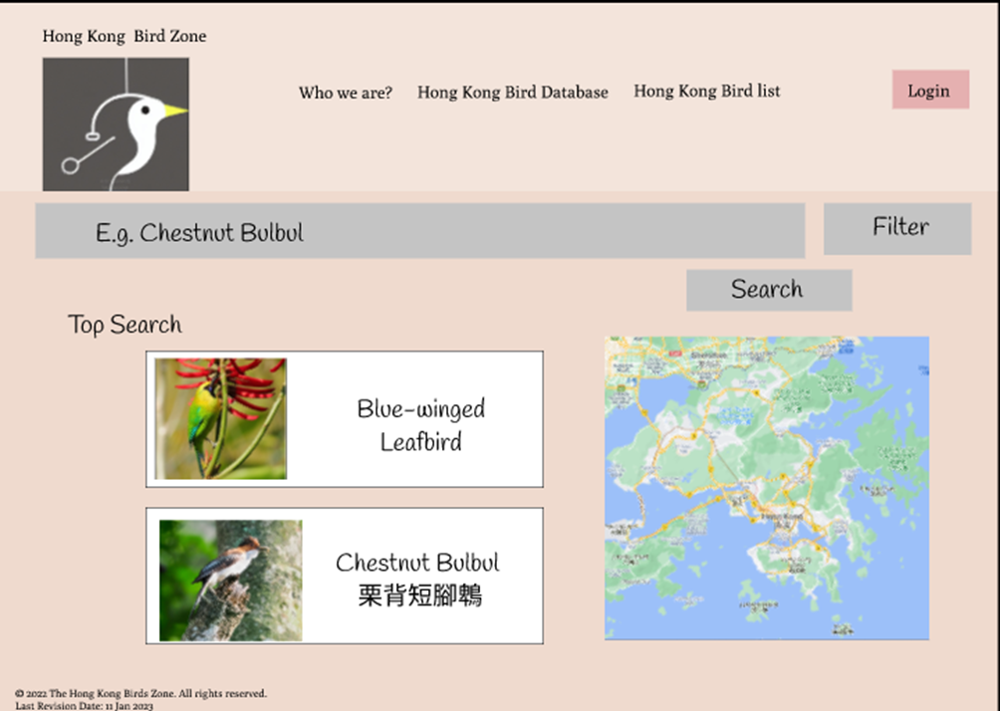 Hong Kong Bird Zone
Who we are?
Hong Kong Bird Database
Hong Kong Bird list
Login
E.g. Chestnut Bulbul
Filter
Search
Top Search
Blue-winged
Leafbird
Hong Kong
Chestnut Bulbul
栗背短腳鵯
© 2022 The Hong Kong Birds Zone. All rights reserved.
Last Revision Date: 11 Jan 2023